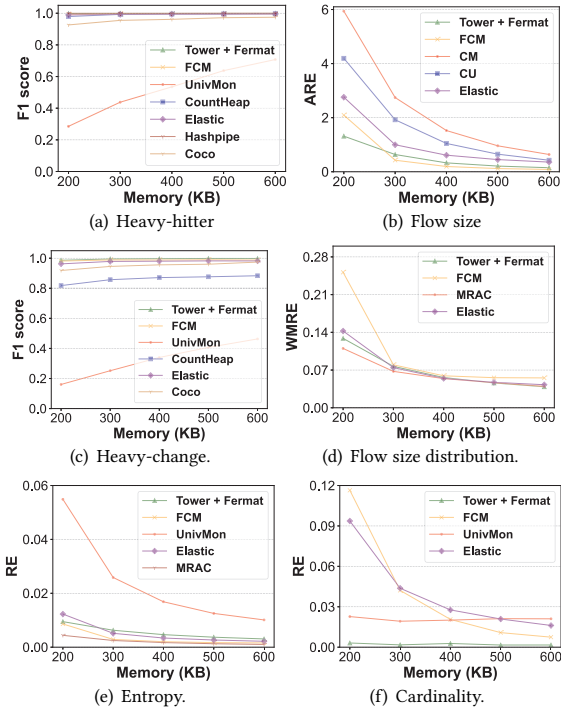 1.0
0.8
0.6
0.4
0.2
0.0
F1 score
Tower + Fermat
FCM
UnivMon
CountHeap
Elastic
Hashpipe
Coco
200 300 400 500 600
Memory (KB)
(a) Heavy-hitter
6
4
2
0
ARE
Tower + Fermat
FCM
CM
CU
Elastic
200 300 400 500 600
Memory (KB)
(b) Flow size
1.0
0.8
0.6
0.4
0.2
0.0
F1 score
Tower + Fermat
FCM
UnivMon
CountHeap
Elastic
Coco
200 300 400 500 600
Memory (KB)
(c) Heavy-change.
0.28
0.21
0.14
0.07
0.00
WMRE
Tower + Fermat
FCM
MRAC
Elastic
200 300 400 500 600
Memory (KB)
(d) Flow size distribution.
0.06
0.04
0.02
0.00
RE
Tower + Fermat
FCM
UnivMon
Elastic
MRAC
200 300 400 500 600
Memory (KB)
(e) Entropy.
0.12
0.09
0.06
0.03
0.00
RE
Tower + Fermat
FCM
UnivMon
Elastic
200 300 400 500 600
Memory (KB)
(f) Cardinality.